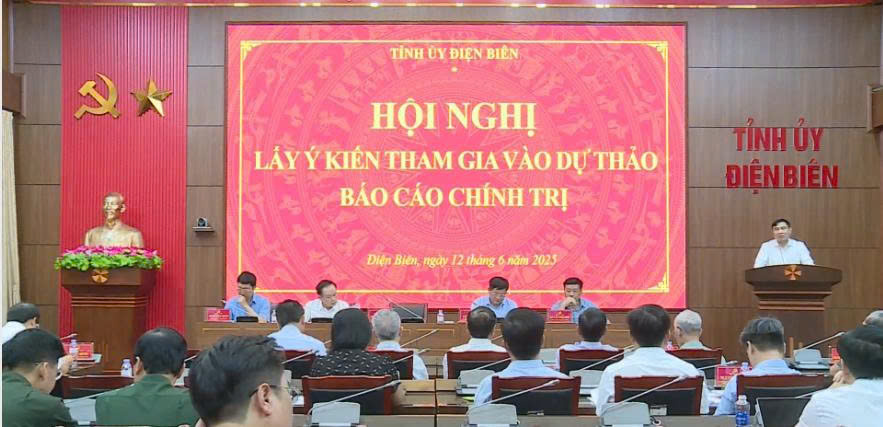 TỈNH ỦY ĐIỆN BIÊN
HỘI NGHỊ
LẤY Ý KIẾN THAM GIA VÀO DỰ THẢO
BÁO CÁO CHÍNH TRỊ
Điện Biên, ngày 12 tháng 6 năm 2025
TỈNH ỦY
ĐIỆN BIÊN